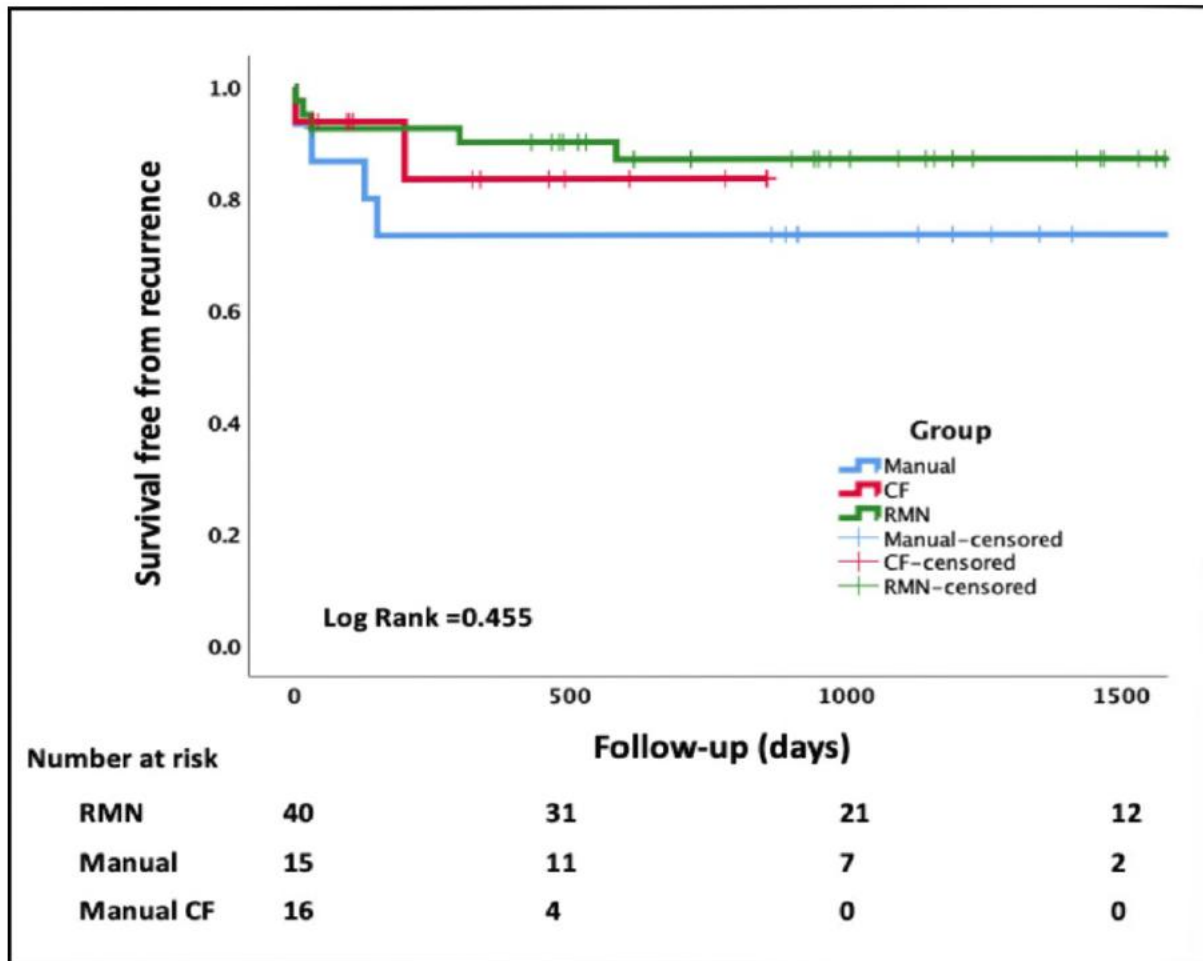 Survival free from recurrence
1.0
0.8
0.6
0.4
0.2
0.0
Group
Manual
CF
RMN
Manual-censored
CF-censored
RMN-censored
Log Rank =0.455
0 500 1000 1500
Follow-up (days)
Number at risk
RMN 40 31 21 12
Manual 15 11 7 2
Manual CF 16 4 0 0